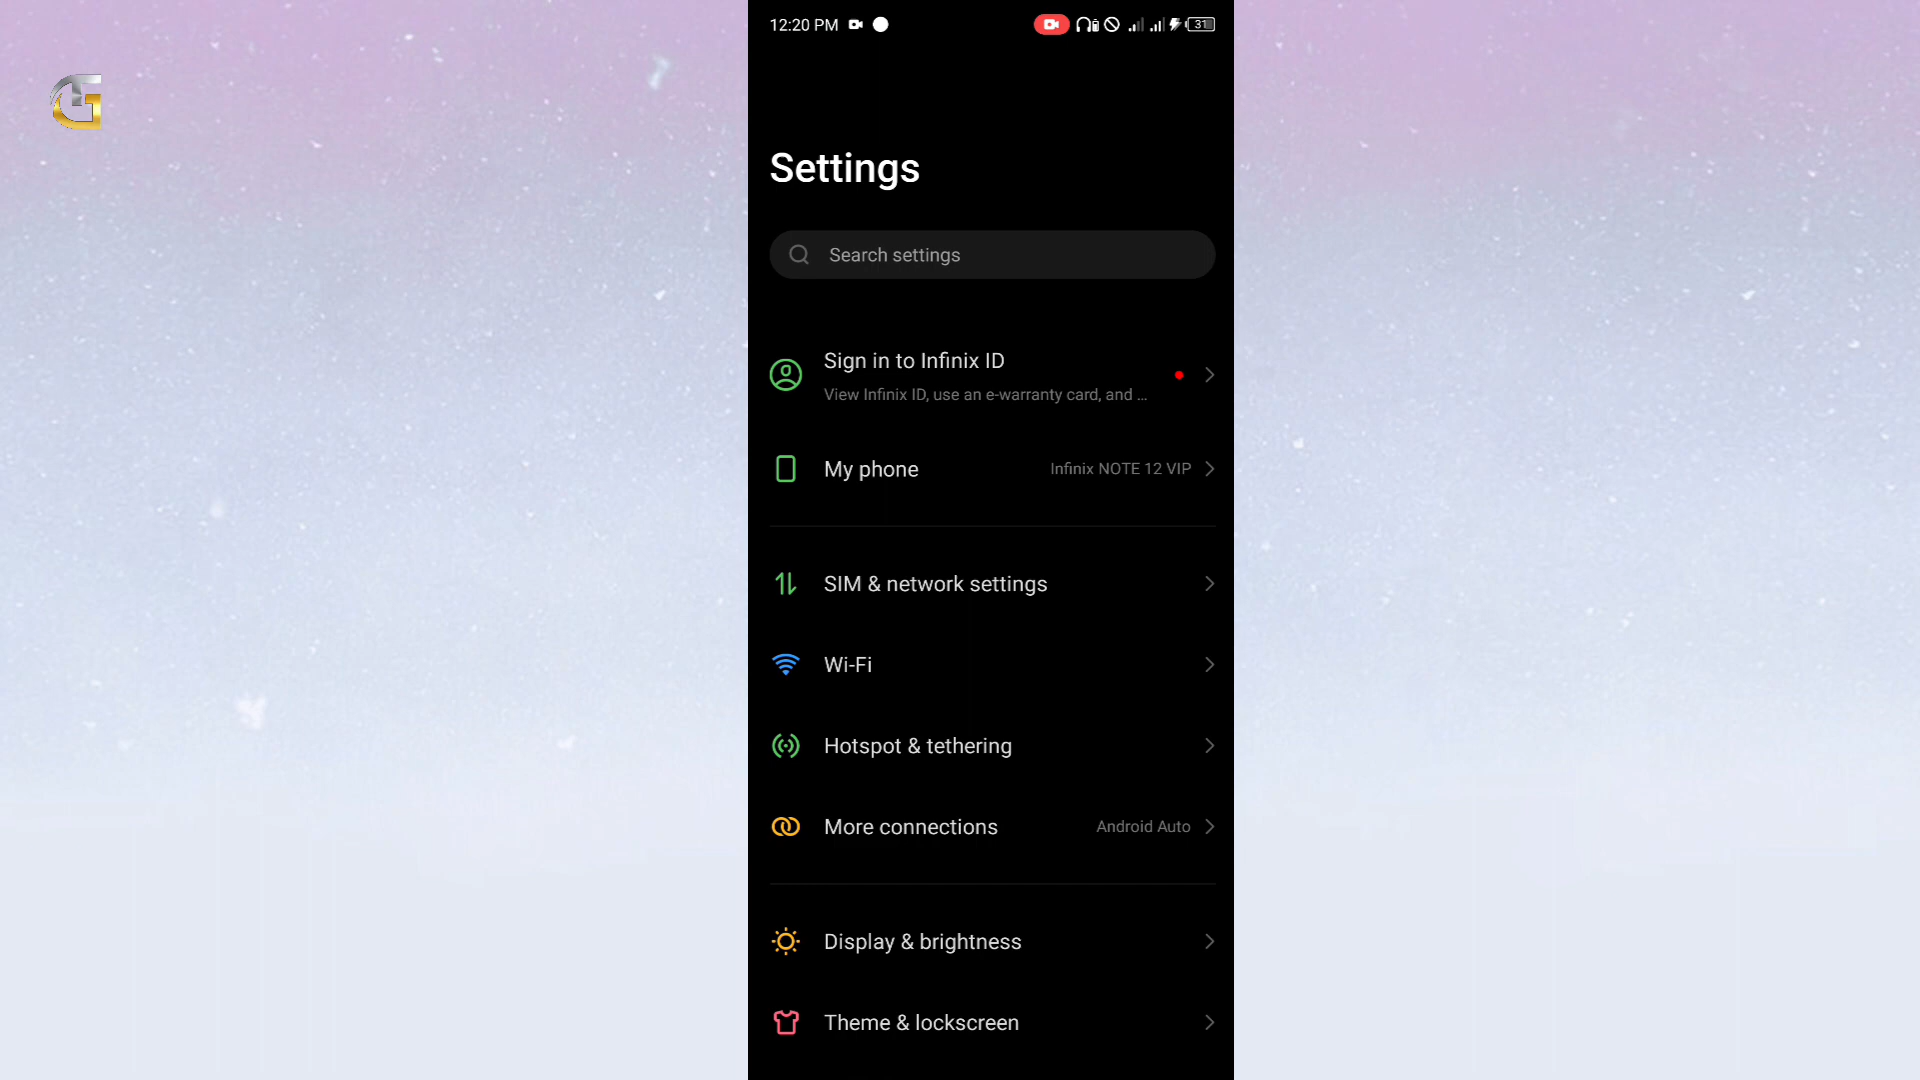 12:20 PM
31
Settings
Search settings
Sign in to Infinix ID
View Infinix ID, use an e-warranty card, and ...
My phone
Infinix NOTE 12 VIP
SIM & network settings
Wi-Fi
Hotspot & tethering
More connections
Android Auto
Display & brightness
Theme & lockscreen